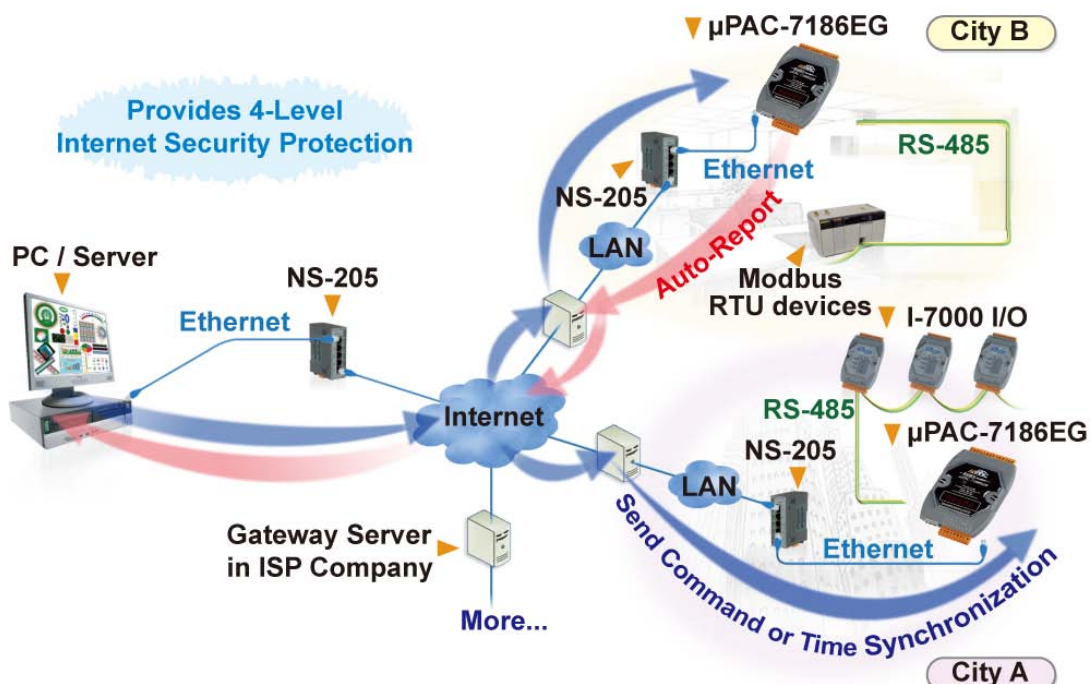 μPAC-7186EG
City B
Provides 4-Level
Internet Security Protection
RS-485
Ethernet
NS-205
LAN
Auto-Report
Modbus
RTU devices
PC / Server
NS-205
Ethernet
I-7000 I/O
Internet
RS-485
μPAC-7186EG
NS-205
LAN
Gateway Server
in ISP Company
Ethernet
Send Command or Time Synchronization
More...
City A